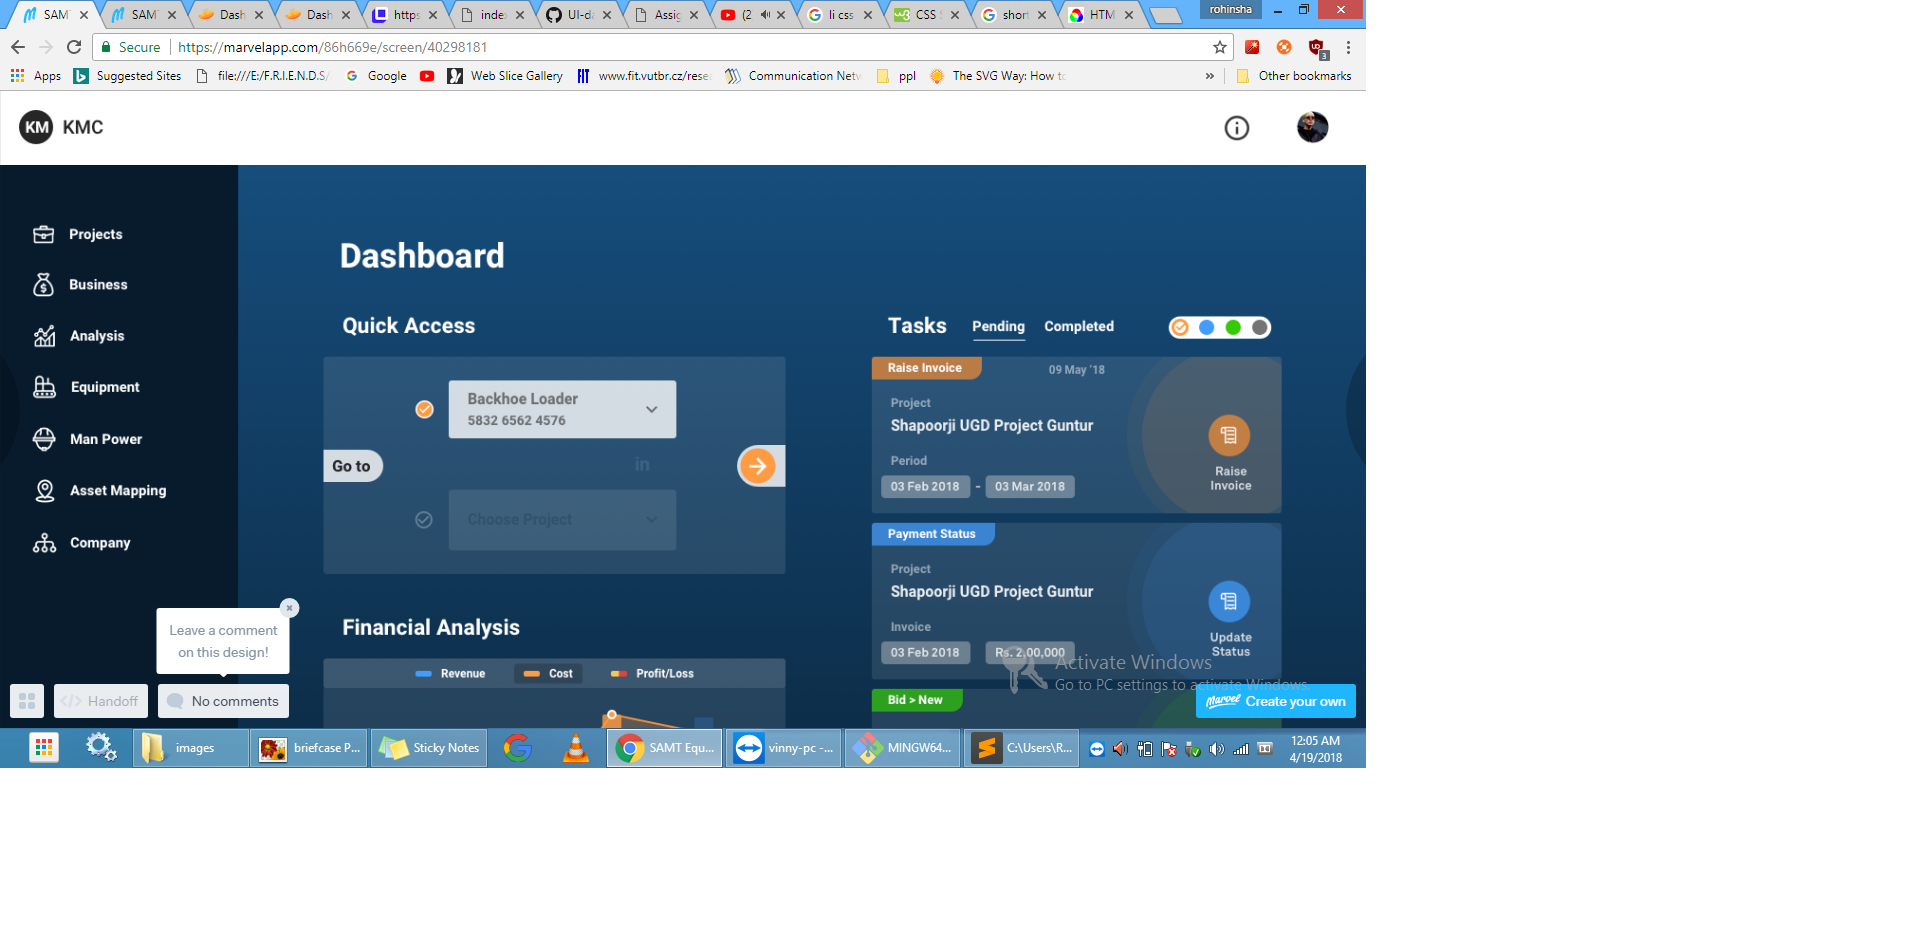 SAM
SAM
Dash
Dash
https
index
UI-d
Assig
(2
li css
CSS
short
HTM
rohinsha
Secure
https://marvelapp.com/86h669e/screen/40298181
3
Apps
Suggested Sites
file:///E:/F.R.I.E.N.D.S/
Google
Web Slice Gallery
www.fit.vutbr.cz/rese
Communication Netw
ppl
The SVG Way: How to
»
Other bookmarks
KM
KMC
Projects
Business
Analysis
Equipment
Man Power
Asset Mapping
Company
Dashboard
Quick Access
Backhoe Loader
5832 6562 4576
Go to
in
Choose Project
Financial Analysis
Revenue
Cost
Profit/Loss
Tasks
Pending
Completed
Raise Invoice
09 May '18
Project
Shapoorji UGD Project Guntur
Period
03 Feb 2018 - 03 Mar 2018
Raise
Invoice
Payment Status
Project
Shapoorji UGD Project Guntur
Invoice
03 Feb 2018
Rs. 2,00,000
Update
Status
Bid > New
Leave a comment
on this design!
Handoff
No comments
Activate Windows
Go to PC settings to activate Windows.
Marvel Create your own
images
briefcase P...
Sticky Notes
SAMT Equ...
vinny-pc -...
MINGW64...
C:\Users\R...
12:05 AM
4/19/2018